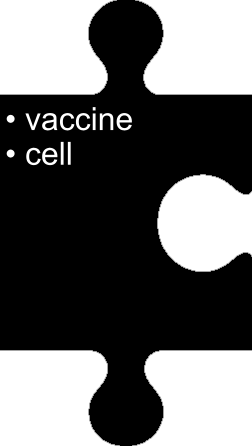 • vaccine
• cell